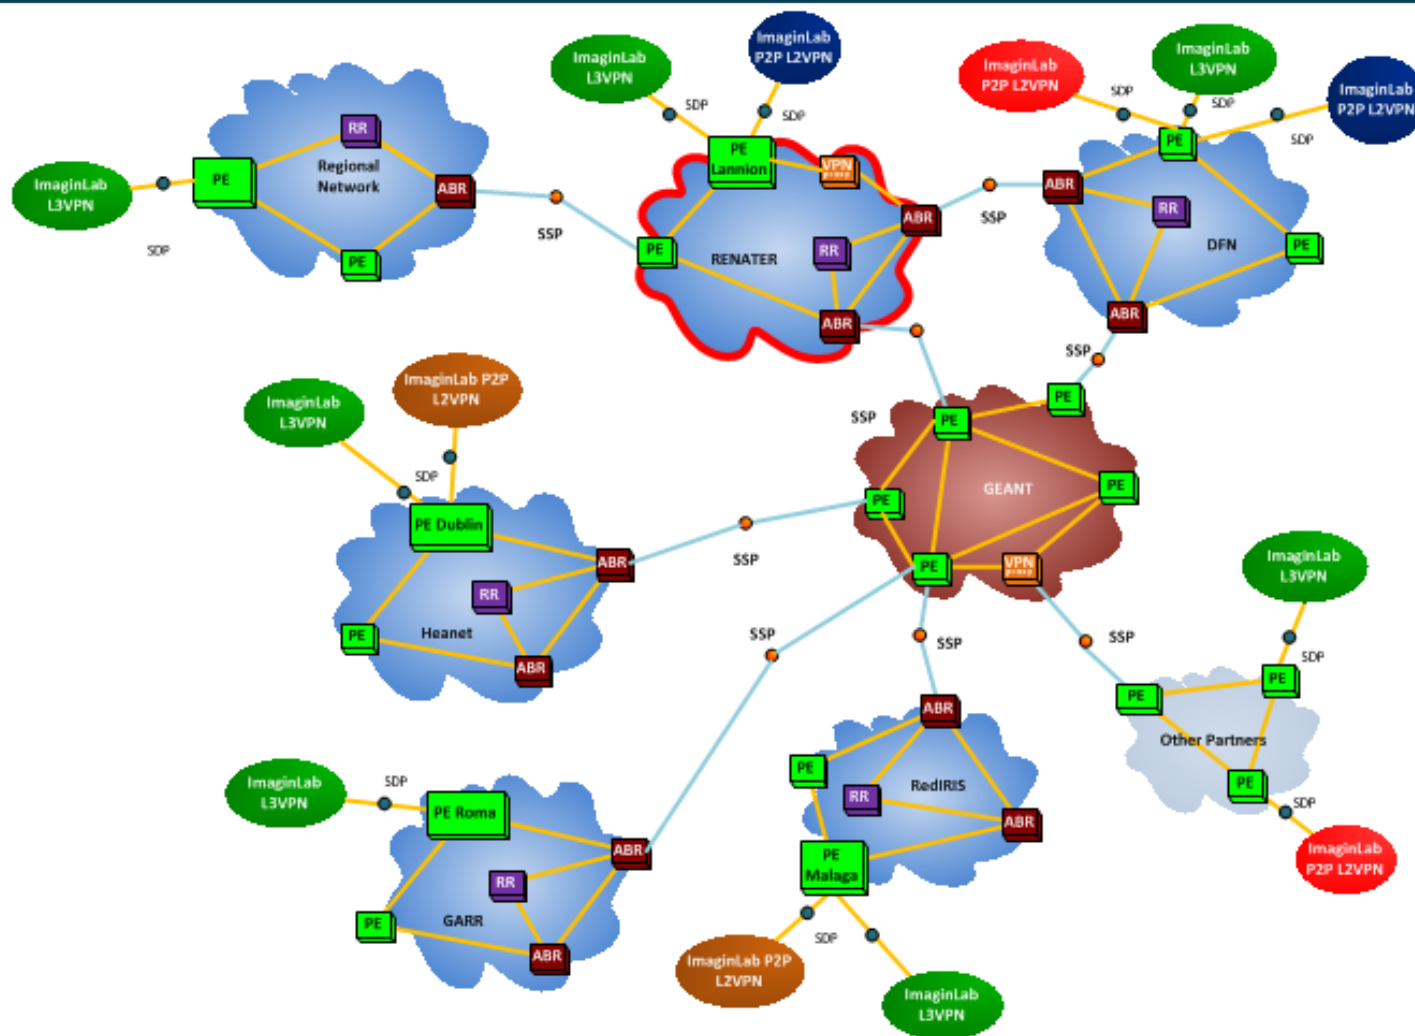 ImaginLab
L3VPN
ImaginLab
P2P L2VPN
ImaginLab
P2P L2VPN
ImaginLab
L3VPN
ImaginLab
P2P L2VPN
SDP
SDP
SDP
SDP
SDP
RR
Regional
Network
PE
ABR
PE
ImaginLab
L3VPN
SDP
SSP
PE
Lannion
VPN
proxy
ABR
RR
PE
RENATER
ABR
SSP
PE
ABR
RR
DFN
PE
ABR
SSP
SSP
PE
PE
PE
GEANT
PE
PE
VPN
proxy
ImaginLab P2P
L2VPN
ImaginLab
L3VPN
SDP
PE Dublin
ABR
RR
Heanet
PE
ABR
SSP
SSP
SSP
SSP
ImaginLab
L3VPN
SDP
PE
PE
Other Partners
PE
SDP
ImaginLab
P2P L2VPN
ABR
PE
RedIRIS
RR
ABR
PE
Malaga
SDP
ImaginLab P2P
L2VPN
ImaginLab
L3VPN
ImaginLab
L3VPN
SDP
PE Roma
ABR
RR
GARR
PE
ABR